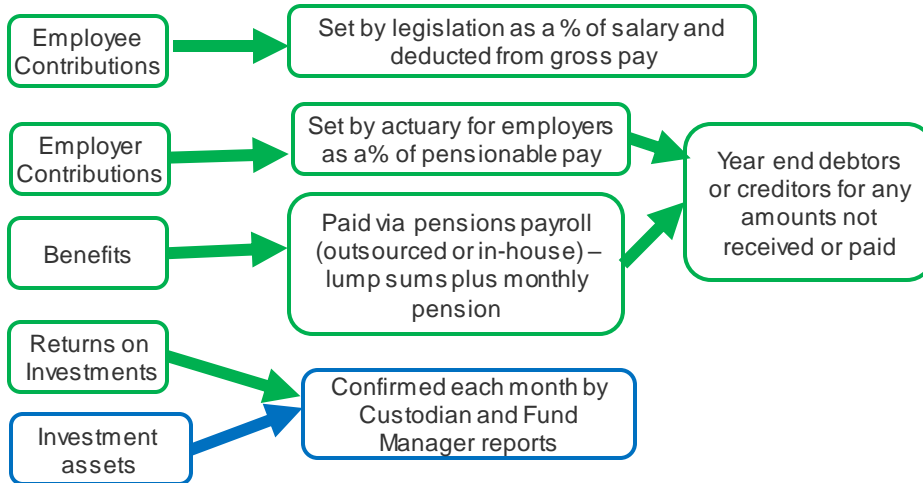 Employee
Contributions
Set by legislation as a % of salary and
deducted from gross pay
Employer
Contributions
Set by actuary for employers
as a% of pensionable pay
Year end debtors
or creditors for any
amounts not
received or paid
Benefits
Paid via pensions payroll
(outsourced or in-house) –
lump sums plus monthly
pension
Returns on
Investments
Confirmed each month by
Custodian and Fund
Manager reports
Investment
assets